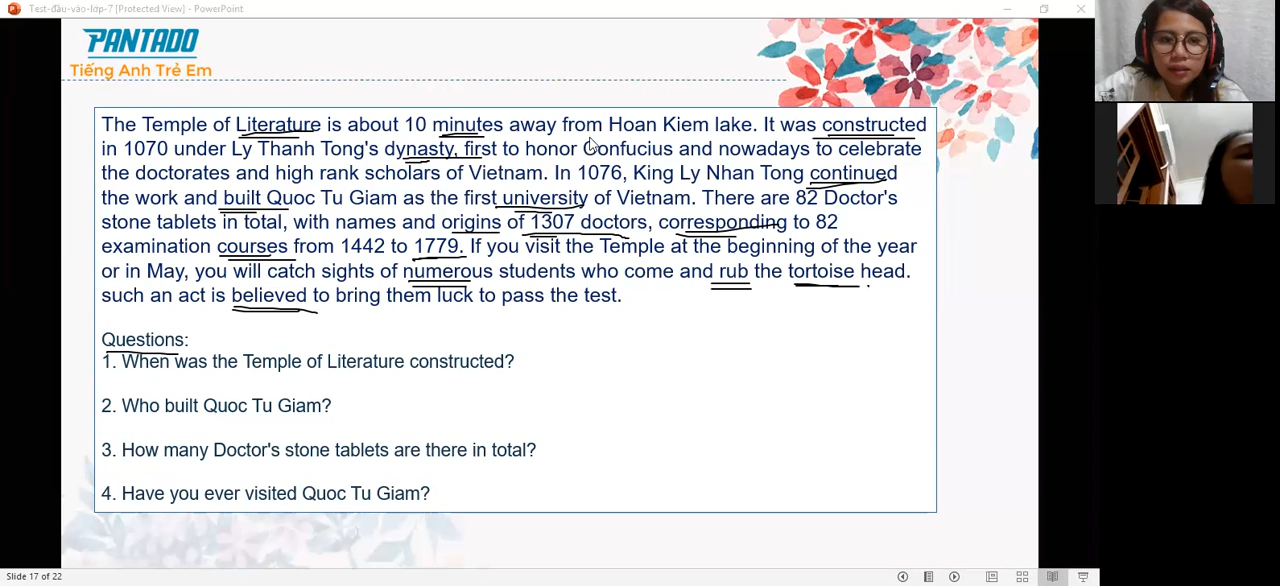 Test-đầu-vào-lớp-7 [Protected View] - PowerPoint
PANTADO
Tiếng Anh Trẻ Em
The Temple of Literature is about 10 minutes away from Hoan Kiem lake. It was constructed
in 1070 under Ly Thanh Tong's dynasty, first to honor Confucius and nowadays to celebrate
the doctorates and high rank scholars of Vietnam. In 1076, King Ly Nhan Tong continued
the work and built Quoc Tu Giam as the first university of Vietnam. There are 82 Doctor's
stone tablets in total, with names and origins of 1307 doctors, corresponding to 82
examination courses from 1442 to 1779. If you visit the Temple at the beginning of the year
or in May, you will catch sights of numerous students who come and rub the tortoise head.
such an act is believed to bring them luck to pass the test.
Questions:
1. When was the Temple of Literature constructed?
2. Who built Quoc Tu Giam?
3. How many Doctor's stone tablets are there in total?
4. Have you ever visited Quoc Tu Giam?
Slide 17 of 22